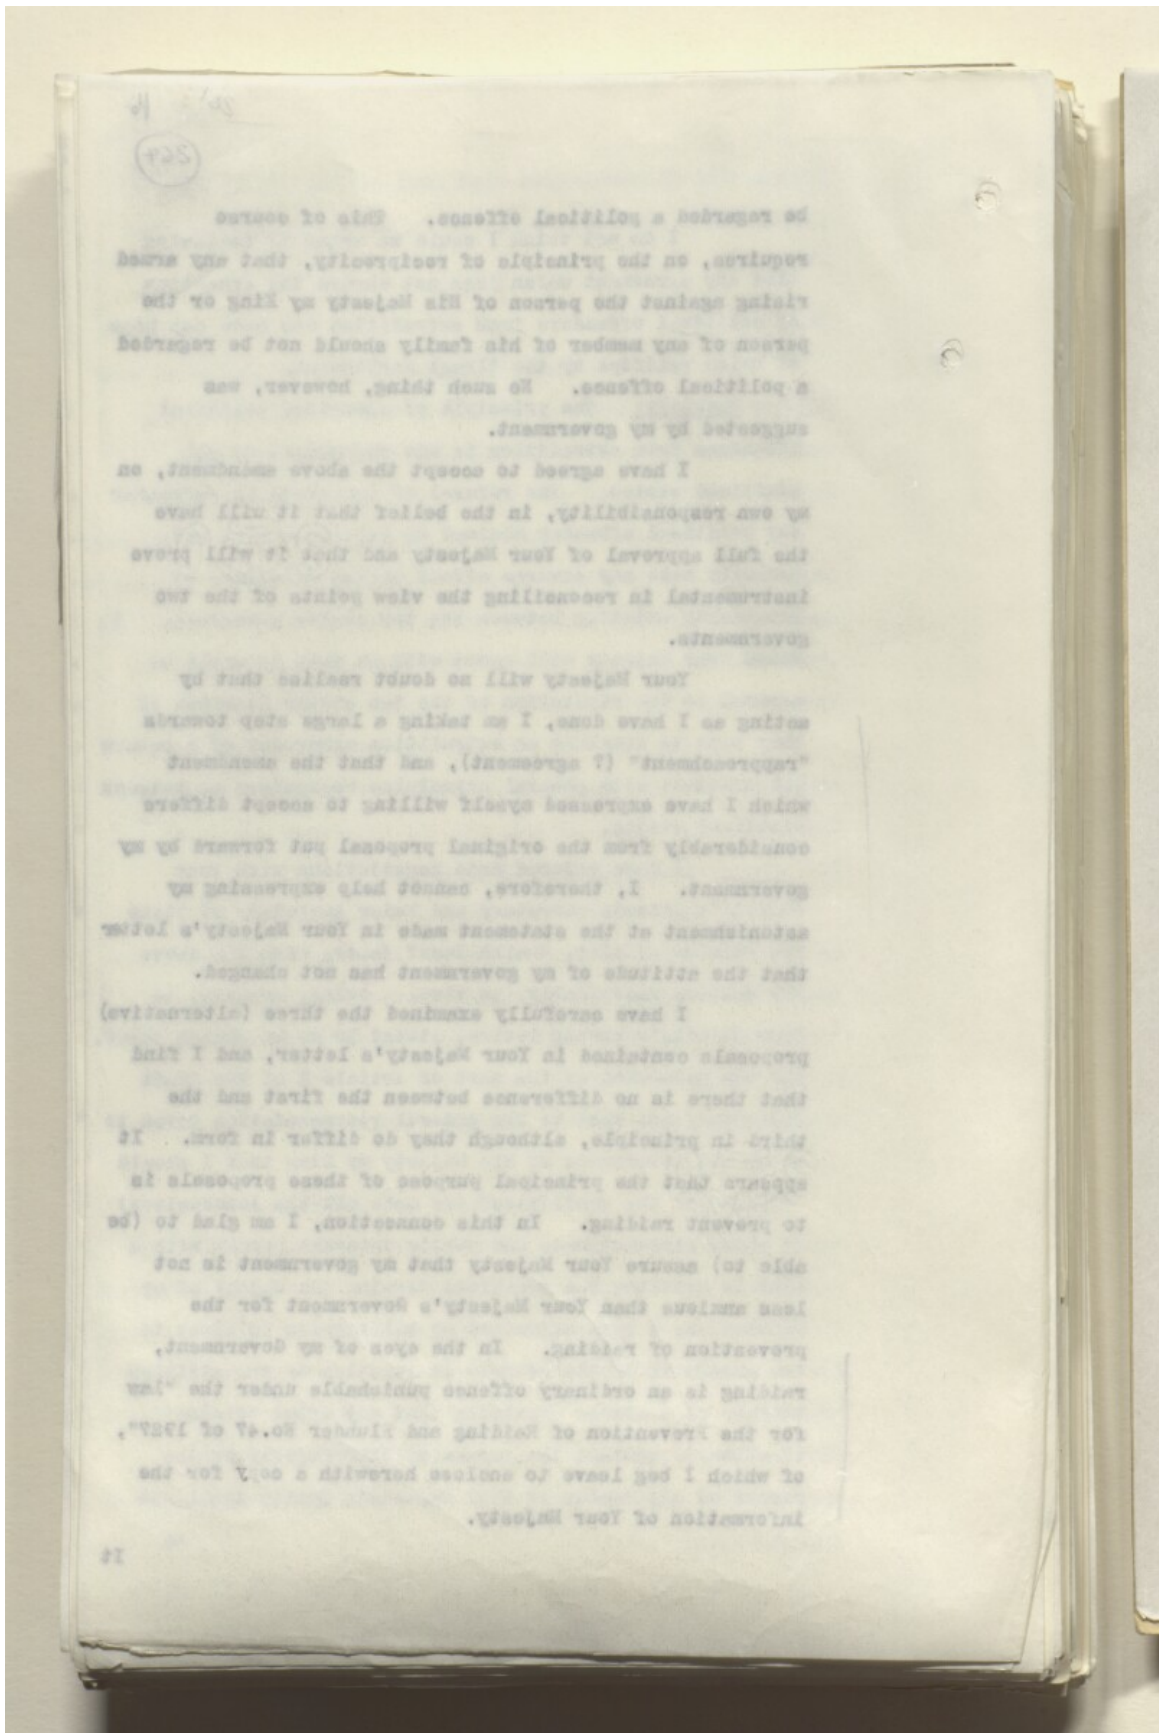 264
be regarded a political offence. This of course
requires, on the principle of reciprocity, that any armed
rising against the person of His Majesty my King or the
person of any member of his family should not be regarded
a political offence. No such thing, however, was
suggested by my government.
I have agreed to accept the above amendment, on
my own responsibility, in the belief that it will have
the full approval of Your Majesty and that it will prove
instrumental in reconciling the view points of the two
governments.
Your Majesty will no doubt realise that by
acting as I have done, I am taking a large step towards
"rapprochment" (? agreement), and that the amendment
which I have expressed myself willing to accept differs
considerably from the original proposal put forward by my
government. I, therefore, cannot help expressing my
astonishment at the statement made in Your Majesty's letter
that the attitude of my government has not changed.
I have carefully examined the three (alternative)
proposals contained in Your Majesty's letter, and I find
that there is no difference between the first and the
third in principle, although they do differ in form. It
appears that the principal purpose of these proposals is
to prevent raiding. In this connection, I am glad to (be
able to) assure Your Majesty that my government is not
less anxious than Your Majesty's Government for the
prevention of raiding. In the eyes of my Government,
raiding is an ordinary offence punishable under the "law
for the Prevention of Raiding and Plunder No.47 of 1927",
of which I beg leave to enclose herewith a copy for the
information of Your Majesty.
It